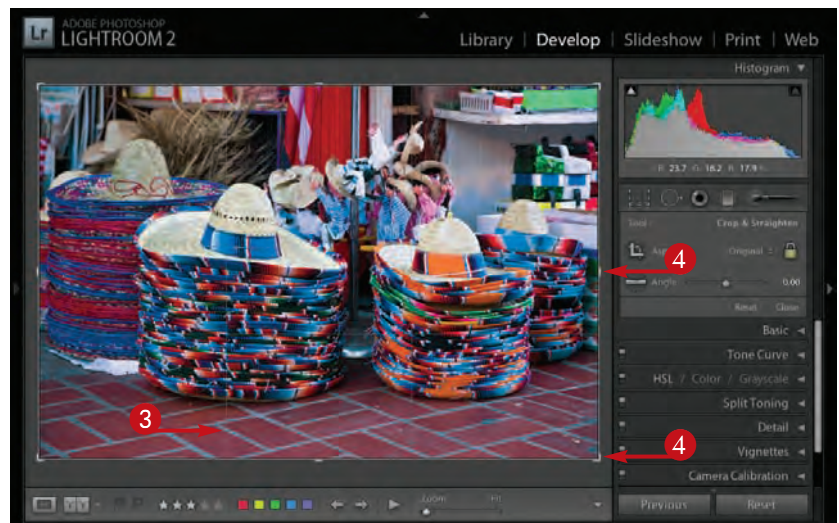 Lr ADOBE PHOTOSHOP
LIGHTROOM 2
Library | Develop | Slideshow | Print | Web
Histogram
R 23.7 G 18.2 B 17.9
Tool : Crop & Straighten
Original
Angle 0.00
Reset Close
Basic
Tone Curve
HSL / Color / Grayscale
Split Toning
Detail
Vignettes
Camera Calibration
Zoom Fit
Previous Reset
4
3
4